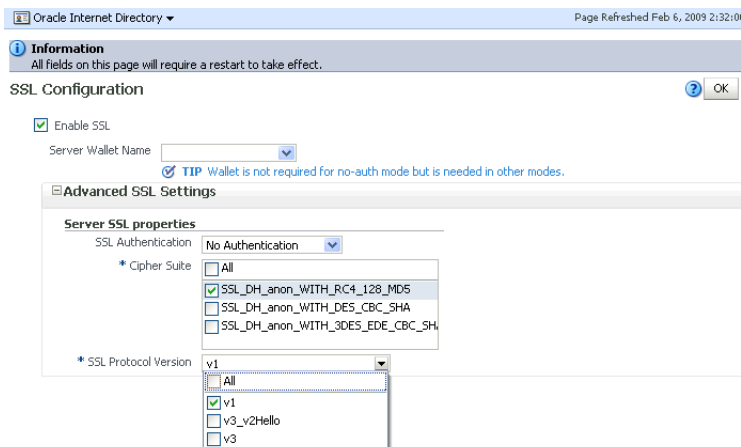 Oracle Internet Directory
Page Refreshed Feb 6, 2009 2:32:0
Information
All fields on this page will require a restart to take effect.
SSL Configuration
OK
Enable SSL
Server Wallet Name
TIP Wallet is not required for no-auth mode but is needed in other modes.
Advanced SSL Settings
Server SSL properties
SSL Authentication No Authentication
* Cipher Suite All
SSL_DH_anon_WITH_RC4_128_MD5
SSL_DH_anon_WITH_DES_CBC_SHA
SSL_DH_anon_WITH_3DES_EDE_CBC_SH
* SSL Protocol Version v1
All
v1
v3_v2Hello
v3